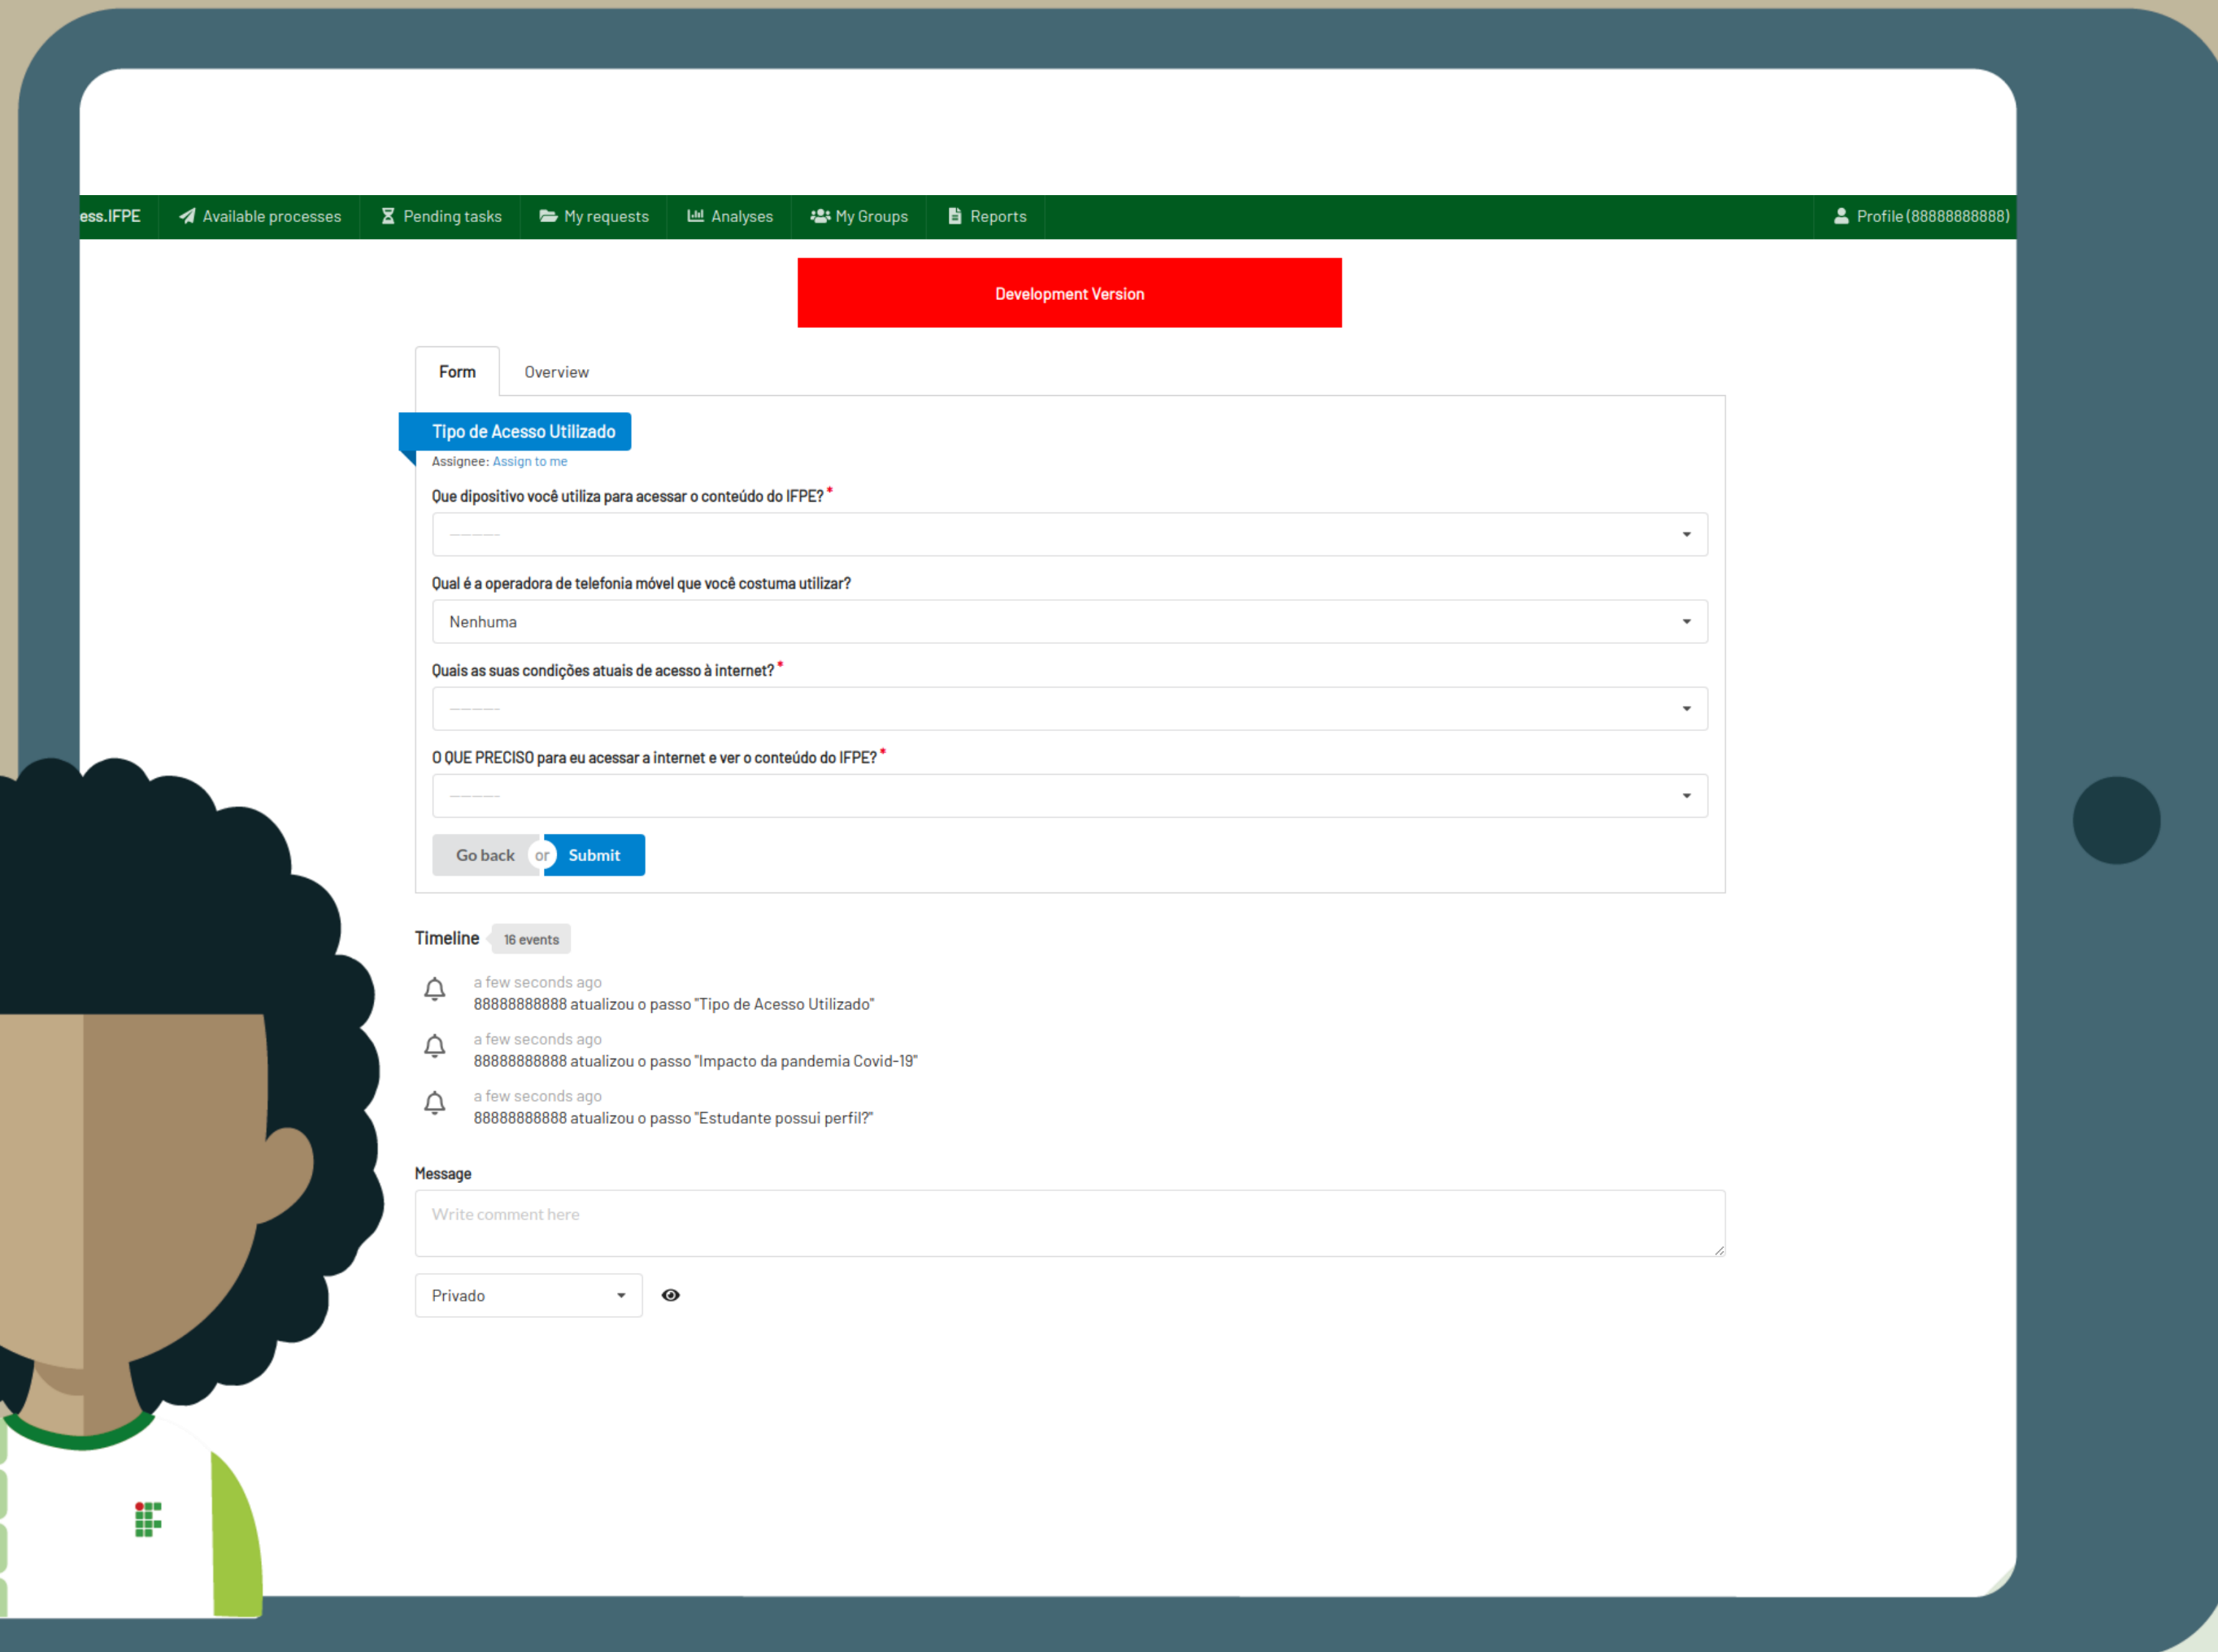 ess.IFPE Available processes Pending tasks My requests Analyses My Groups Reports Profile (88888888888)
Development Version
Form Overview
Tipo de Acesso Utilizado
Assignee: Assign to me
Que dipositivo você utiliza para acessar o conteúdo do IFPE? *
---------
Qual é a operadora de telefonia móvel que você costuma utilizar?
Nenhuma
Quais as suas condições atuais de acesso à internet? *
---------
O QUE PRECISO para eu acessar a internet e ver o conteúdo do IFPE? *
---------
Go back or Submit
Timeline 16 events
a few seconds ago
88888888888 atualizou o passo "Tipo de Acesso Utilizado"
a few seconds ago
88888888888 atualizou o passo "Impacto da pandemia Covid-19"
a few seconds ago
88888888888 atualizou o passo "Estudante possui perfil?"
Message
Write comment here
Privado